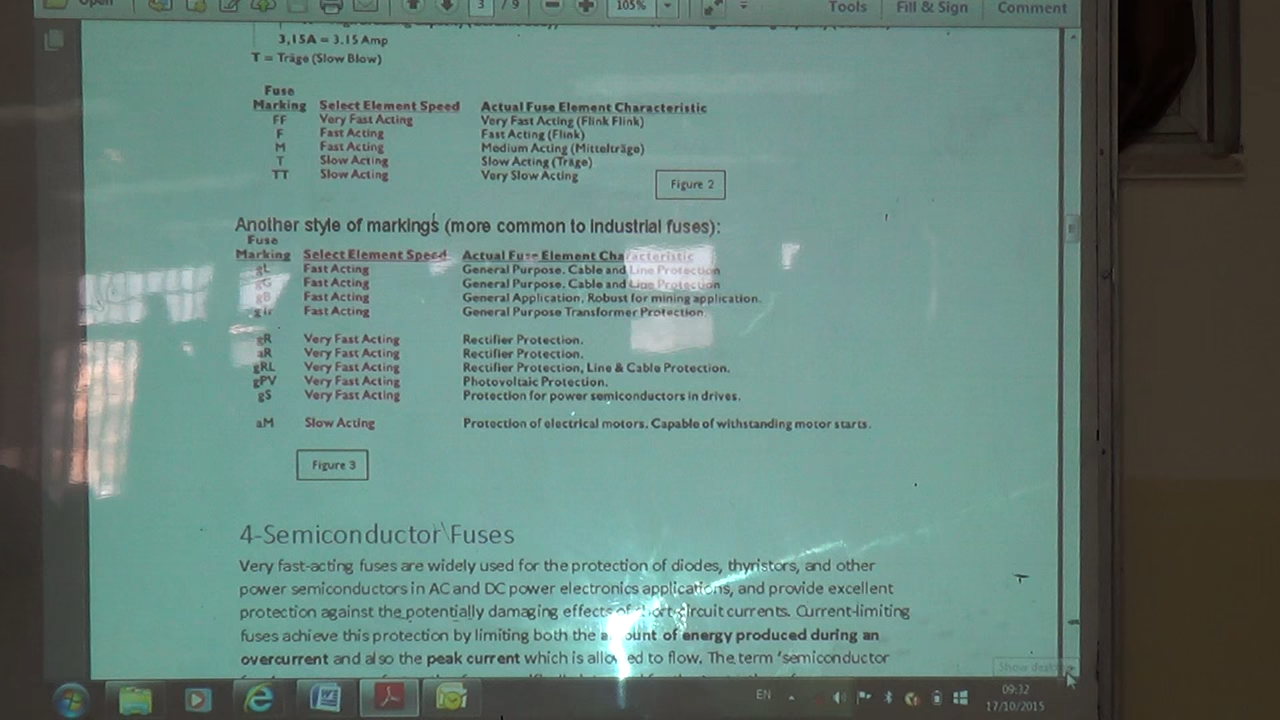 Open
3 / 9
105%
Tools Fill & Sign Comment
3,15A = 3.15 Amp
T = Träge (Slow Blow)
Fuse
Marking Select Element Speed Actual Fuse Element Characteristic
FF Very Fast Acting Very Fast Acting (Flink Flink)
F Fast Acting Fast Acting (Flink)
M Fast Acting Medium Acting (Mittelträge)
T Slow Acting Slow Acting (Träge)
TT Slow Acting Very Slow Acting
Figure 2
Another style of markings (more common to industrial fuses):
Fuse
Marking Select Element Speed Actual Fuse Element Characteristic
gL Fast Acting General Purpose. Cable and Line Protection
gG Fast Acting General Purpose. Cable and Line Protection
gB Fast Acting General Application, Robust for mining application.
gTr Fast Acting General Purpose Transformer Protection.
gR Very Fast Acting Rectifier Protection.
aR Very Fast Acting Rectifier Protection.
gRL Very Fast Acting Rectifier Protection, Line & Cable Protection.
gPV Very Fast Acting Photovoltaic Protection.
gS Very Fast Acting Protection for power semiconductors in drives.
aM Slow Acting Protection of electrical motors. Capable of withstanding motor starts.
Figure 3
4-Semiconductor\Fuses
Very fast-acting fuses are widely used for the protection of diodes, thyristors, and other
power semiconductors in AC and DC power electronics applications, and provide excellent
protection against the potentially damaging effects of short-circuit currents. Current-limiting
fuses achieve this protection by limiting both the amount of energy produced during an
overcurrent and also the peak current which is allowed to flow. The term 'semiconductor
Show desktop
EN
09:32
17/10/2015